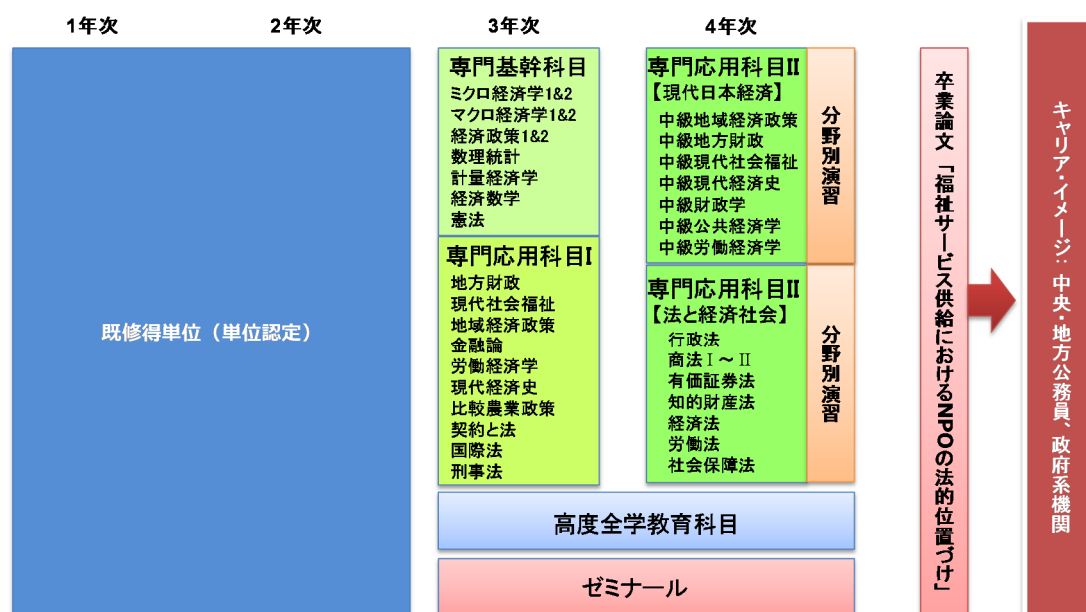 1年次
2年次
3年次
4年次
既修得単位（単位認定）
専門基幹科目
ミクロ経済学1&2
マクロ経済学1&2
経済政策1&2
数理統計
計量経済学
経済数学
憲法
専門応用科目I
地方財政
現代社会福祉
地域経済政策
金融論
労働経済学
現代経済史
比較農業政策
契約と法
国際法
刑事法
専門応用科目II
【現代日本経済】
中級地域経済政策
中級地方財政
中級現代社会福祉
中級現代経済史
中級財政学
中級公共経済学
中級労働経済学
分野別演習
専門応用科目II
【法と経済社会】
行政法
商法Ⅰ～Ⅱ
有価証券法
知的財産法
経済法
労働法
社会保障法
分野別演習
高度全学教育科目
ゼミナール
卒業論文「福祉サービス供給におけるNPOの法的位置づけ」
キャリア・イメージ：中央・地方公務員、政府系機関